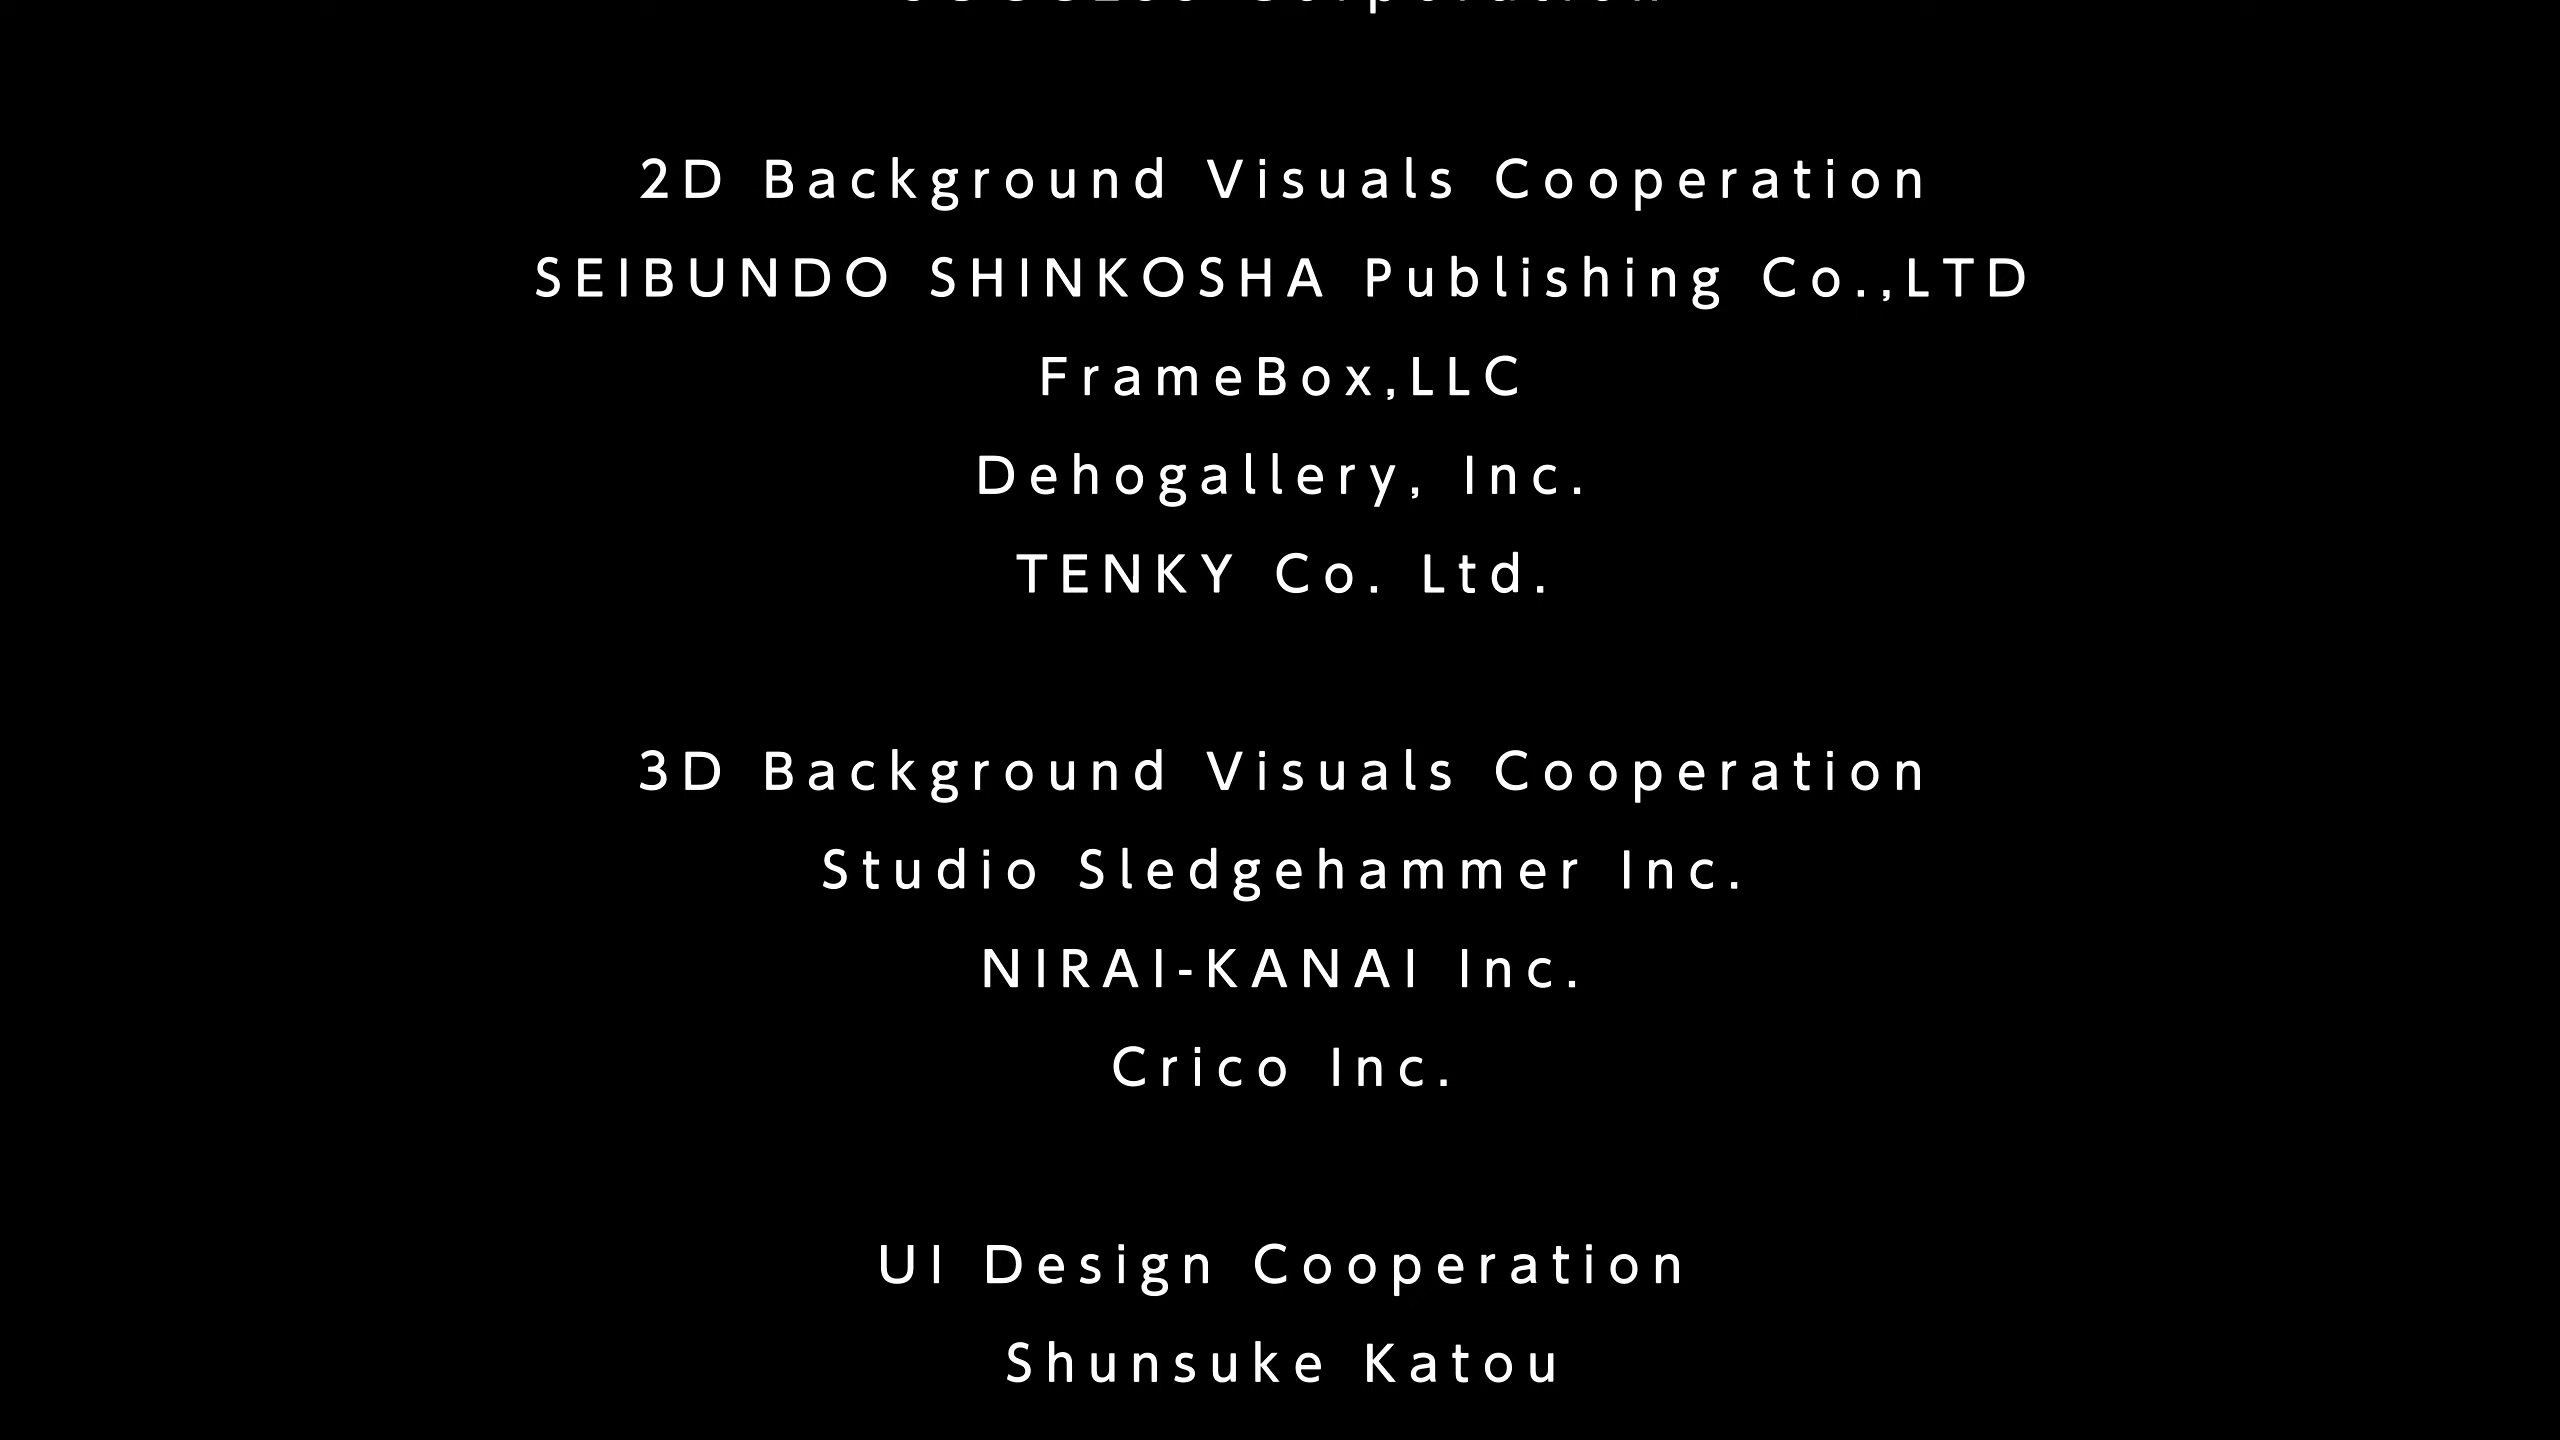 Corporation
2D Background Visuals Cooperation
SEIBUNDO SHINKOSHA Publishing Co.,LTD
FrameBox,LLC
Dehogallery, Inc.
TENKY Co. Ltd.
3D Background Visuals Cooperation
Studio Sledgehammer Inc.
NIRAI-KANAI Inc.
Crico Inc.
UI Design Cooperation
Shunsuke Katou